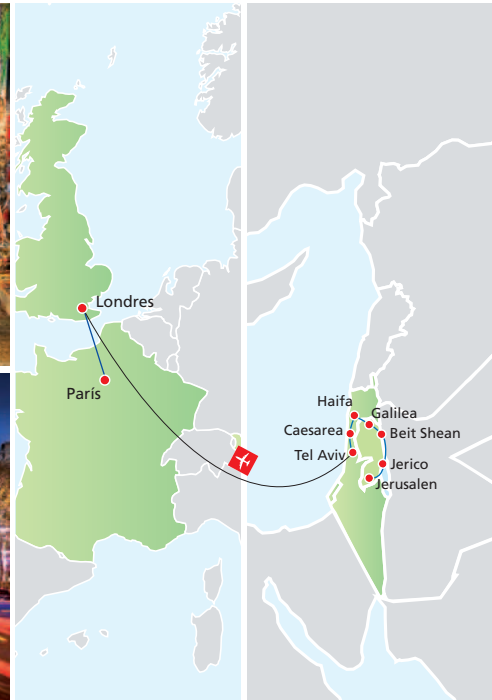 Londres
París
Haifa
Galilea
Caesarea
Beit Shean
Tel Aviv
Jerico
Jerusalen